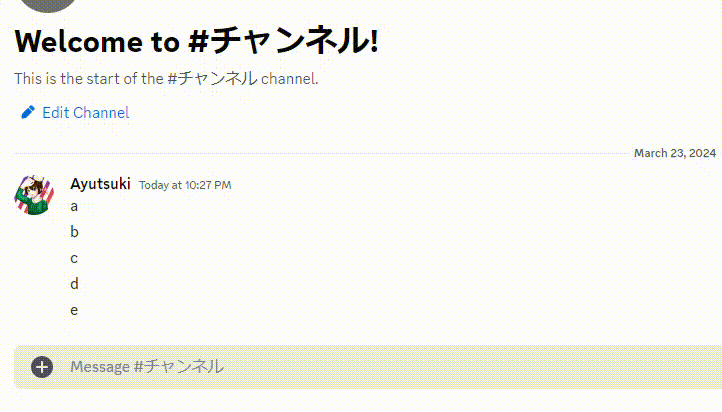 Welcome to #チャンネル!
This is the start of the #チャンネル channel.
Edit Channel
March 23, 2024
Ayutsuki Today at 10:27 PM
a
b
c
d
e
Message #チャンネル